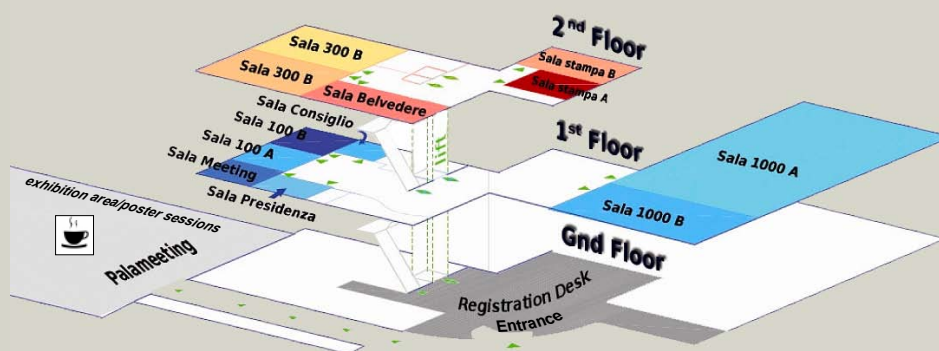 2nd Floor
Sala 300 B
Sala 300 B
Sala stampa B
Sala stampa A
Sala Belvedere
Sala Consiglio
Sala 100 B
Sala 100 A
Sala Meeting
Sala Presidenza
1st Floor
Sala 1000 A
Sala 1000 B
exhibition area/poster sessions
Palameeting
Gnd Floor
Registration Desk
Entrance